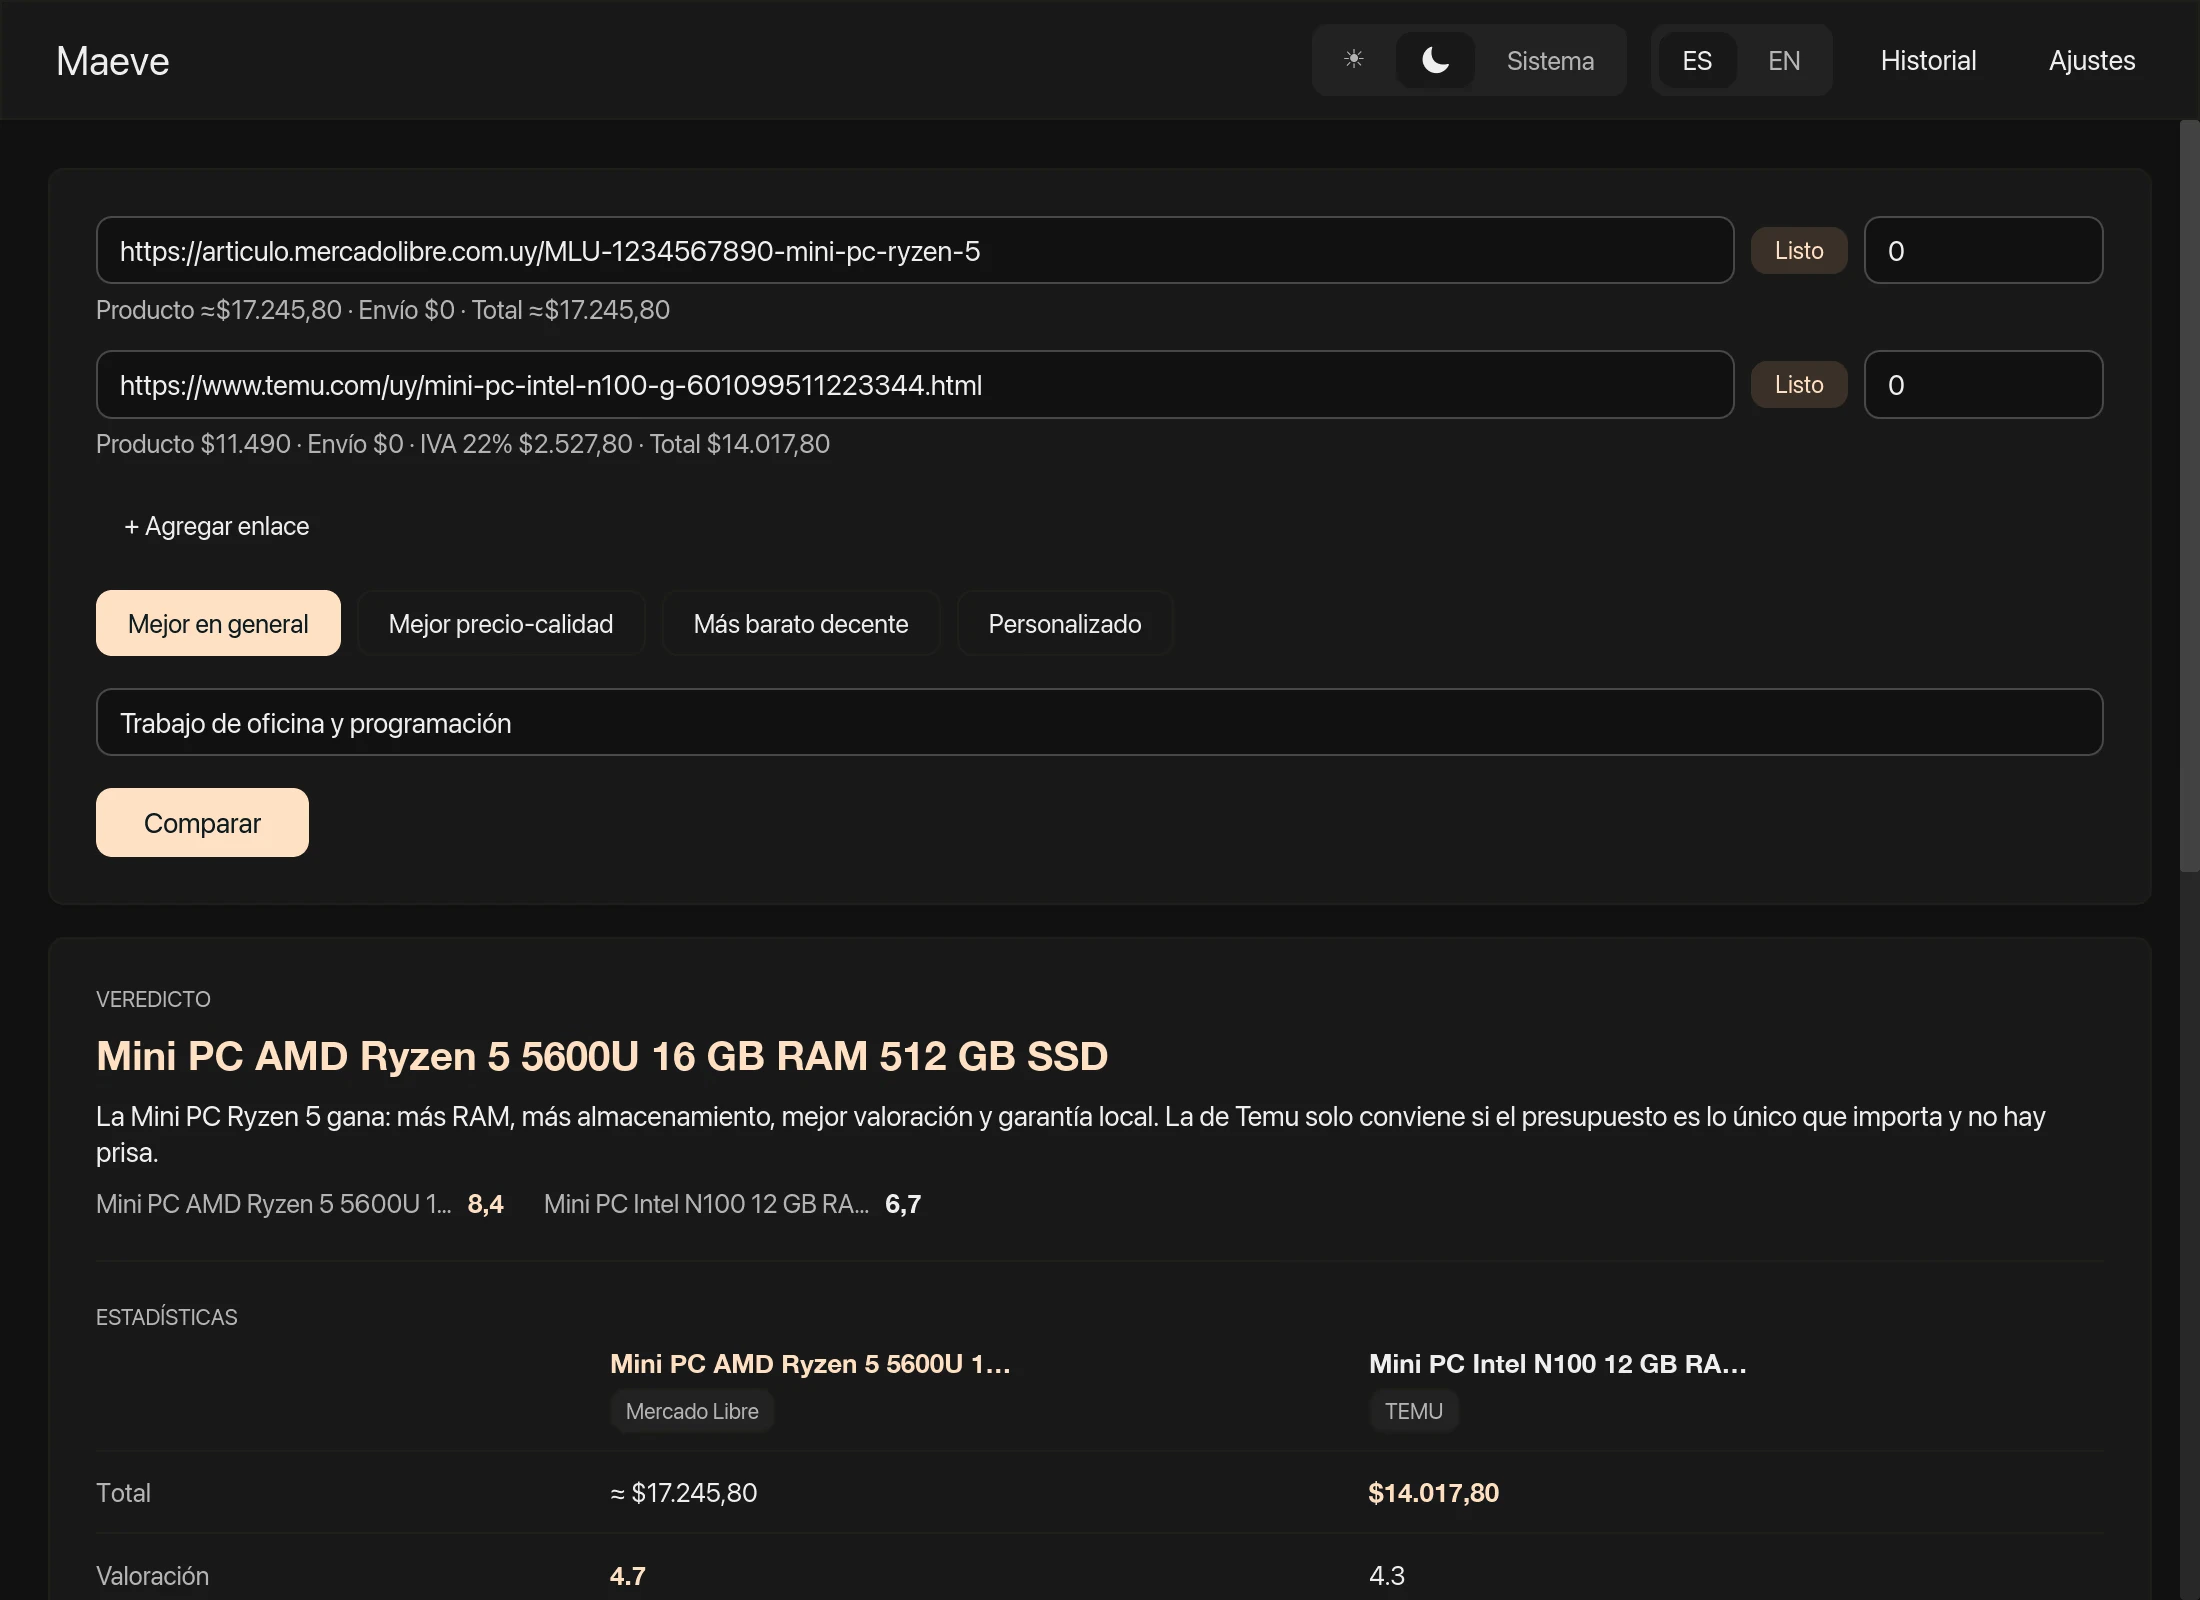 Maeve
☀ Sistema ES EN Historial Ajustes
https://articulo.mercadolibre.com.uy/MLU-1234567890-mini-pc-ryzen-5 Listo 0
Producto ≈$17.245,80 · Envío $0 · Total ≈$17.245,80
https://www.temu.com/uy/mini-pc-intel-n100-g-601099511223344.html Listo 0
Producto $11.490 · Envío $0 · IVA 22% $2.527,80 · Total $14.017,80
+ Agregar enlace
Mejor en general Mejor precio-calidad Más barato decente Personalizado
Trabajo de oficina y programación
Comparar
VEREDICTO
Mini PC AMD Ryzen 5 5600U 16 GB RAM 512 GB SSD
La Mini PC Ryzen 5 gana: más RAM, más almacenamiento, mejor valoración y garantía local. La de Temu solo conviene si el presupuesto es lo único que importa y no hay
prisa.
Mini PC AMD Ryzen 5 5600U 1... 8,4 Mini PC Intel N100 12 GB RA... 6,7
ESTADÍSTICAS
Mini PC AMD Ryzen 5 5600U 1... Mini PC Intel N100 12 GB RA...
Mercado Libre TEMU
Total ≈ $17.245,80 $14.017,80
Valoración 4.7 4.3